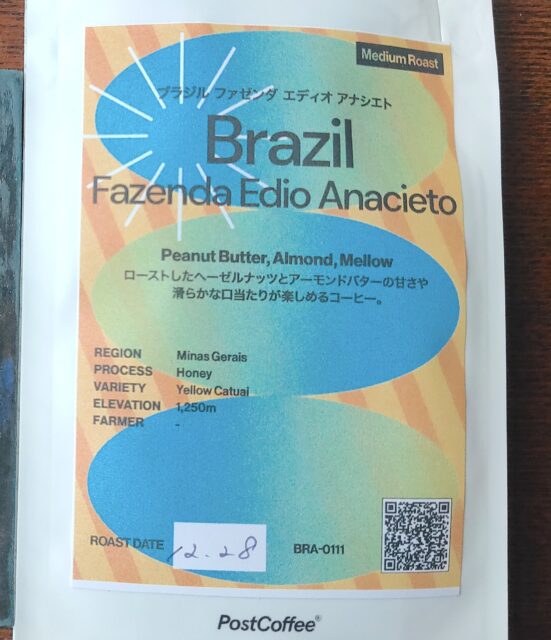 Medium Roast
ブラジル ファゼンダ エディオ アナシエト
Brazil
Fazenda Edio Anacieto
Peanut Butter, Almond, Mellow
ローストしたヘーゼルナッツとアーモンドバターの甘さや
滑らかな口当たりが楽しめるコーヒー。
REGION Minas Gerais
PROCESS Honey
VARIETY Yellow Catuai
ELEVATION 1,250m
FARMER -
ROAST DATE 12.28 BRA-0111
PostCoffee®